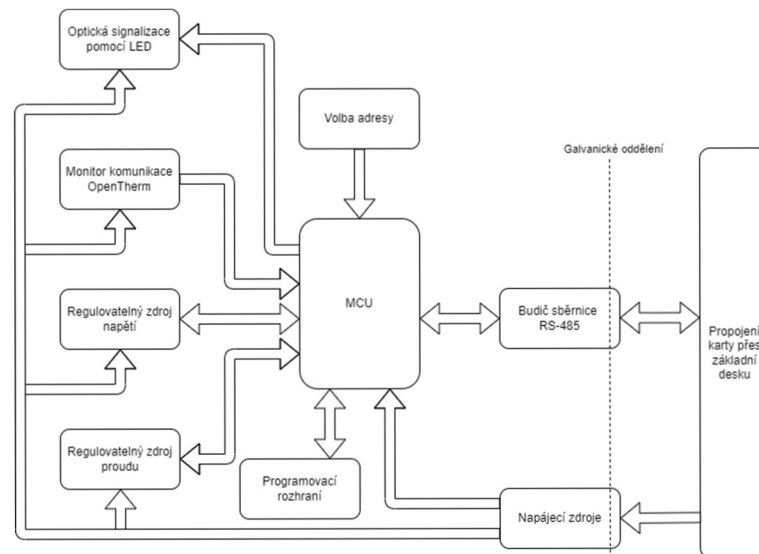 Optická signalizace
pomocí LED
Volba adresy
Galvanické oddělení
Monitor komunikace
OpenTherm
MCU
Regulovatelný zdroj
napětí
Budič sběrnice
RS-485
Propojení
karty přes
základní
desku
Regulovatelný zdroj
proudu
Programovací
rozhraní
Napájecí zdroje